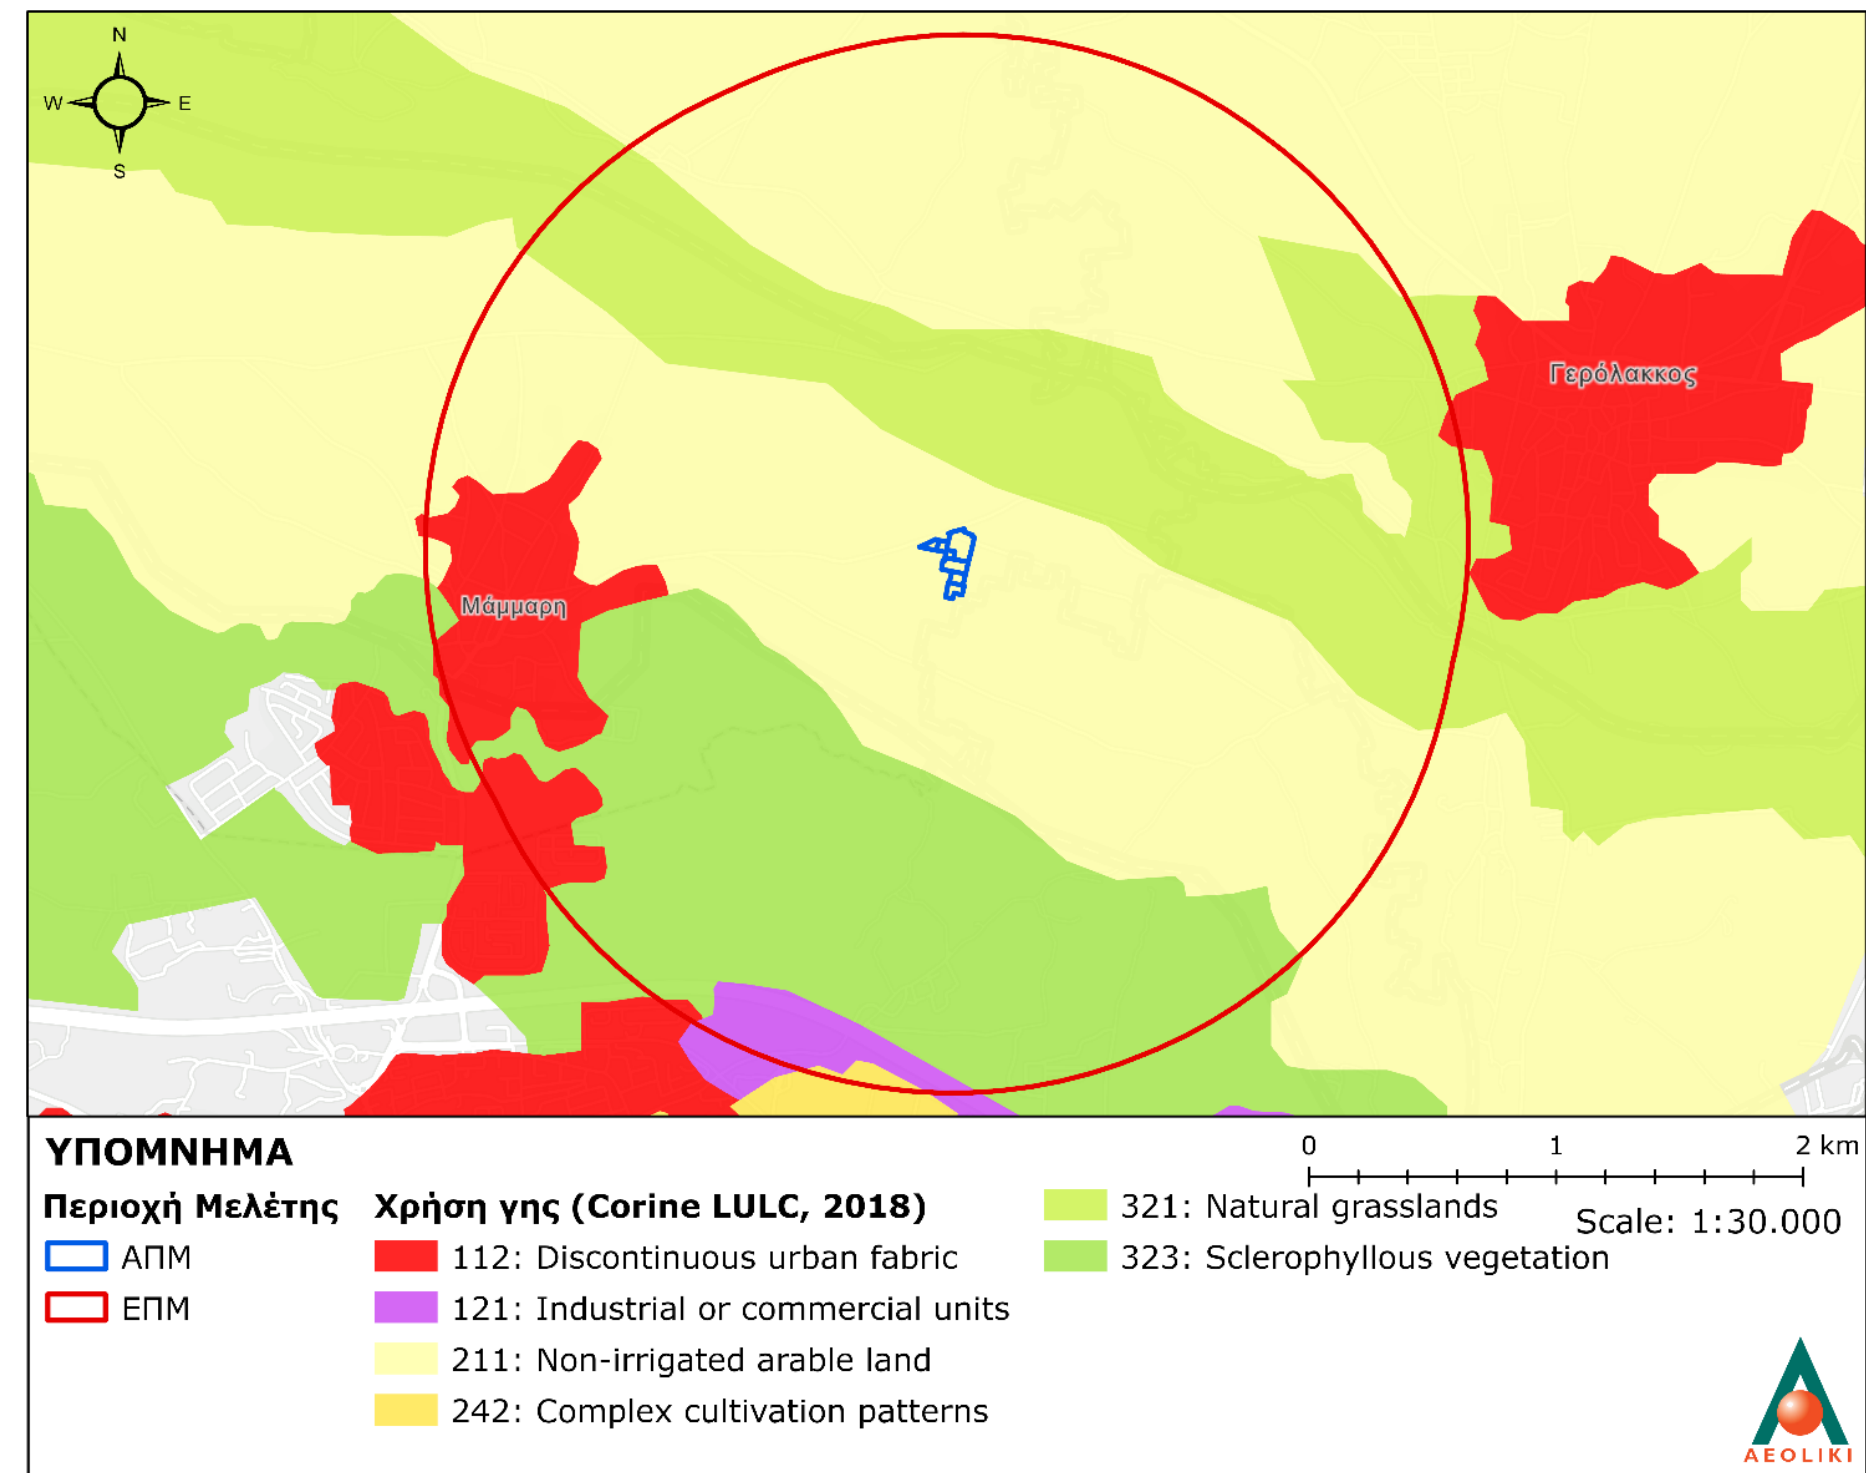 N
W E
S
Γερόλακκος
Μάμμαρη
ΥΠΟΜΝΗΜΑ
Περιοχή Μελέτης
ΑΠΜ
ΕΠΜ
Χρήση γης (Corine LULC, 2018)
112: Discontinuous urban fabric
121: Industrial or commercial units
211: Non-irrigated arable land
242: Complex cultivation patterns
321: Natural grasslands
323: Sclerophyllous vegetation
0 1 2 km
Scale: 1:30.000
AEOLIKI